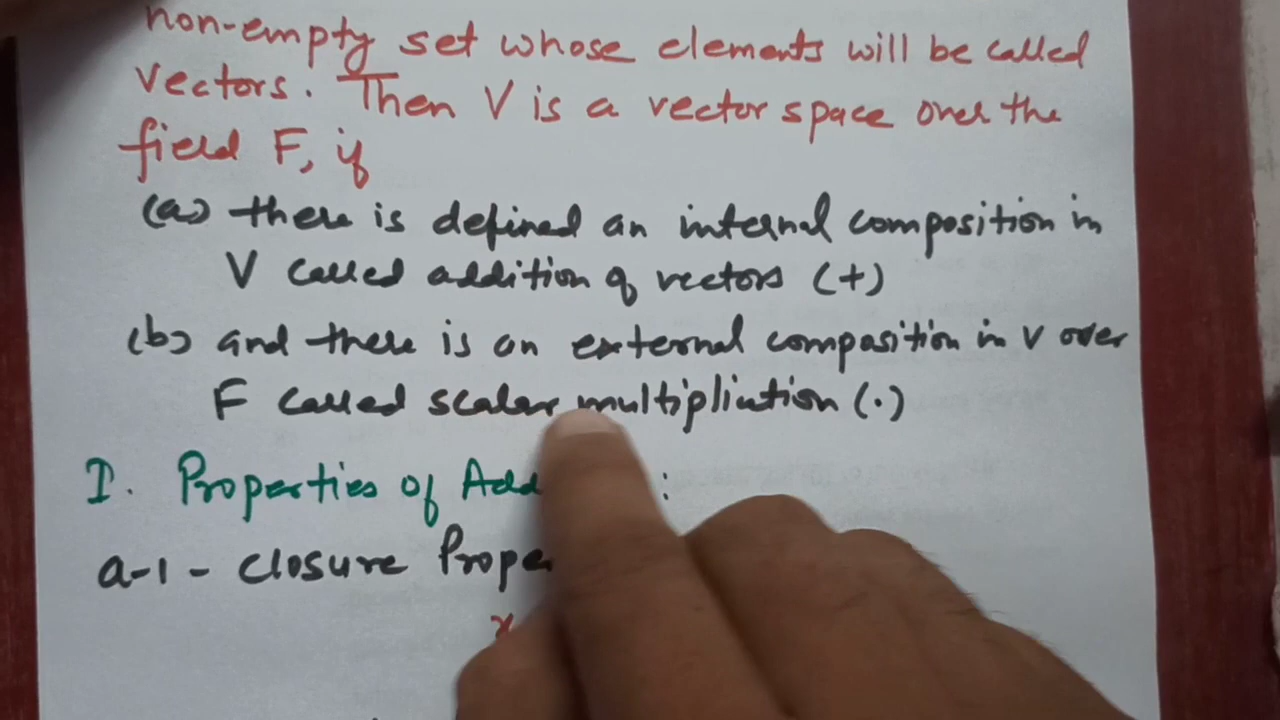 non-empty set whose elements will be called
vectors. Then V is a vector space over the
field F, if
(a) there is defined an internal composition in
V called addition of vectors (+)
(b) and there is an external composition in V over
F called scalar multipliation (.)
I. Properties of Add :
a-1 - closure Prope
x